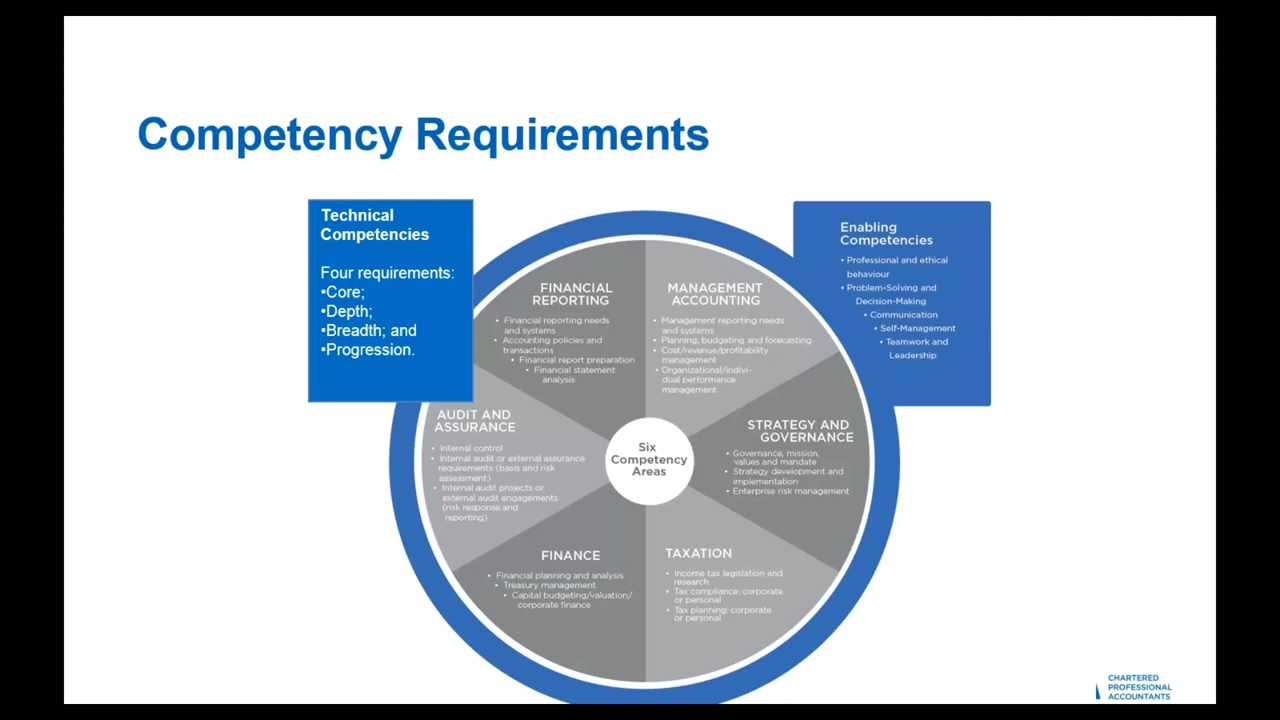 Competency Requirements
Technical
Competencies
Four requirements:
•Core;
•Depth;
•Breadth; and
•Progression.
Enabling
Competencies
• Professional and ethical
behaviour
• Problem-Solving and
Decision-Making
• Communication
• Self-Management
• Teamwork and
Leadership
FINANCIAL
REPORTING
• Financial reporting needs
and systems
• Accounting policies and
transactions
• Financial report preparation
• Financial statement
analysis
MANAGEMENT
ACCOUNTING
• Management reporting needs
and systems
• Planning, budgeting and forecasting
• Cost/revenue/profitability
management
• Organizational/indivi-
dual performance
management
AUDIT AND
ASSURANCE
• Internal control
• Internal audit or external assurance
requirements (basis and risk
assessment)
• Internal audit projects or
external audit engagements
(risk response and
reporting)
Six
Competency
Areas
STRATEGY AND
GOVERNANCE
• Governance, mission,
values and mandate
• Strategy development and
implementation
• Enterprise risk management
FINANCE
• Financial planning and analysis
• Treasury management
• Capital budgeting/valuation/
corporate finance
TAXATION
• Income tax legislation and
research
• Tax compliance: corporate
or personal
• Tax planning: corporate
or personal
CHARTERED
PROFESSIONAL
ACCOUNTANTS